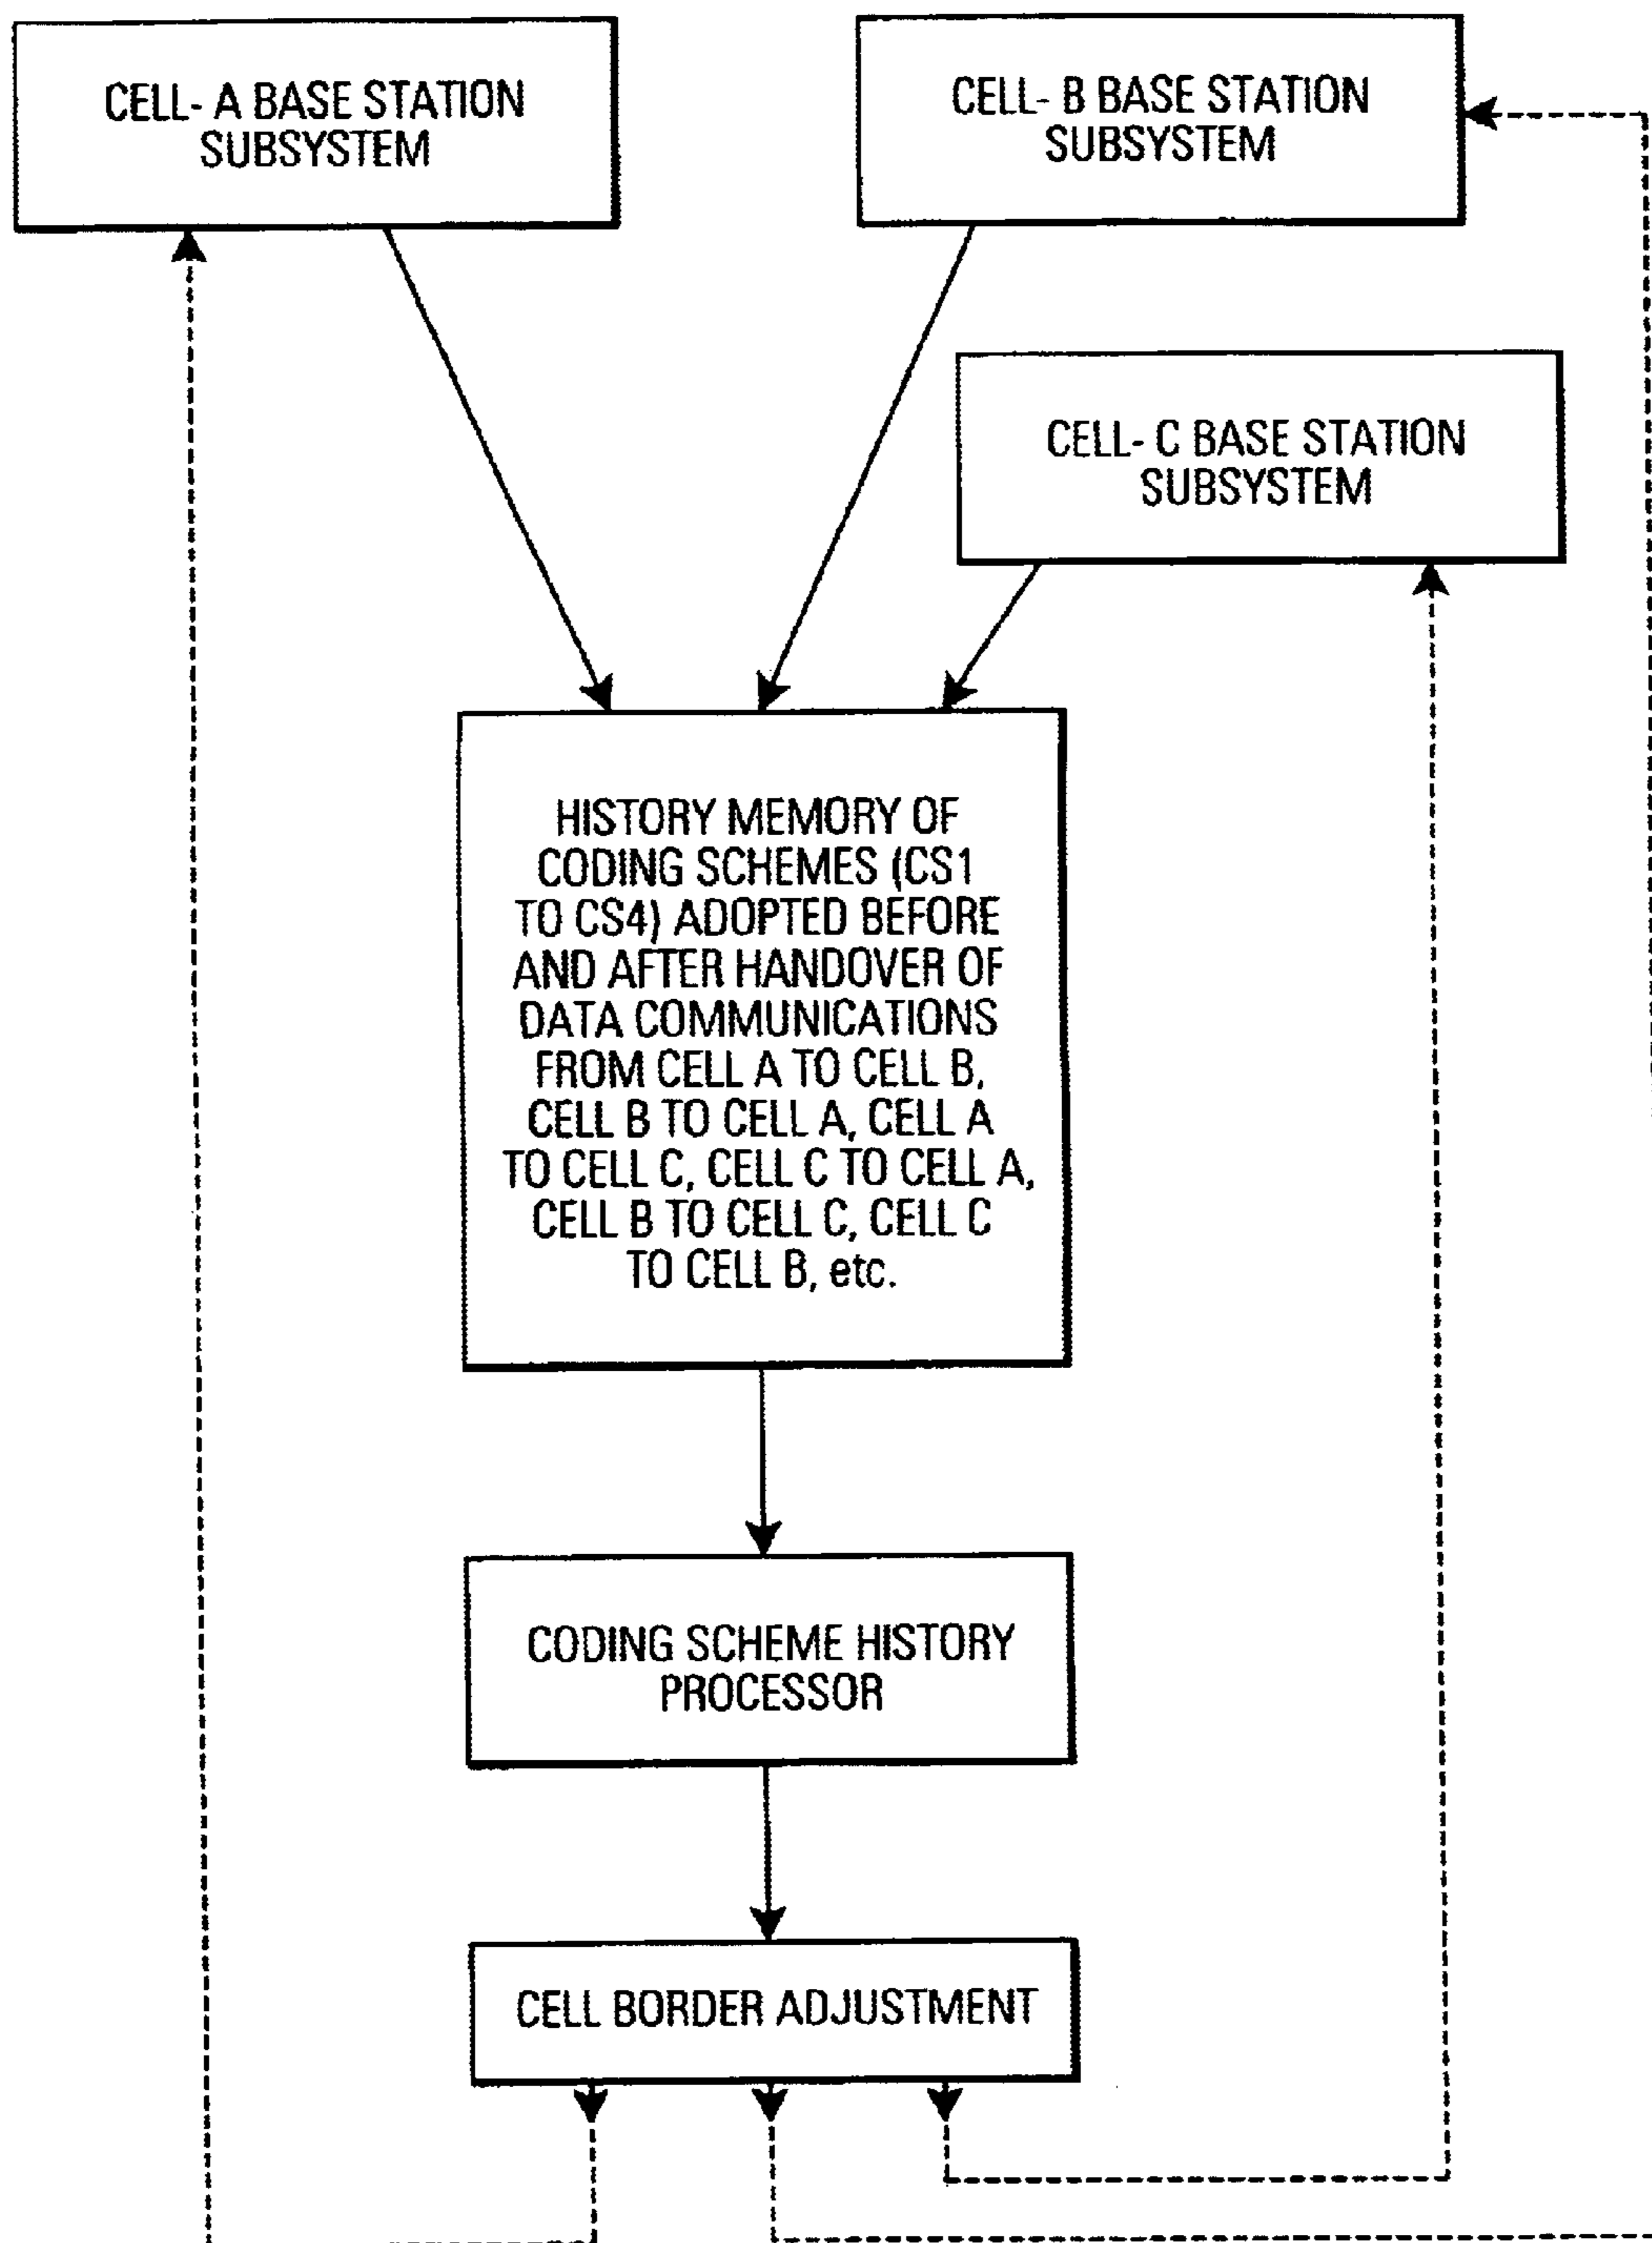 CELL- A BASE STATION
SUBSYSTEM
CELL- B BASE STATION
SUBSYSTEM
CELL- C BASE STATION
SUBSYSTEM
HISTORY MEMORY OF
CODING SCHEMES (CS1
TO CS4) ADOPTED BEFORE
AND AFTER HANDOVER OF
DATA COMMUNICATIONS
FROM CELL A TO CELL B,
CELL B TO CELL A, CELL A
TO CELL C, CELL C TO CELL A,
CELL B TO CELL C, CELL C
TO CELL B, etc.
CODING SCHEME HISTORY
PROCESSOR
CELL BORDER ADJUSTMENT